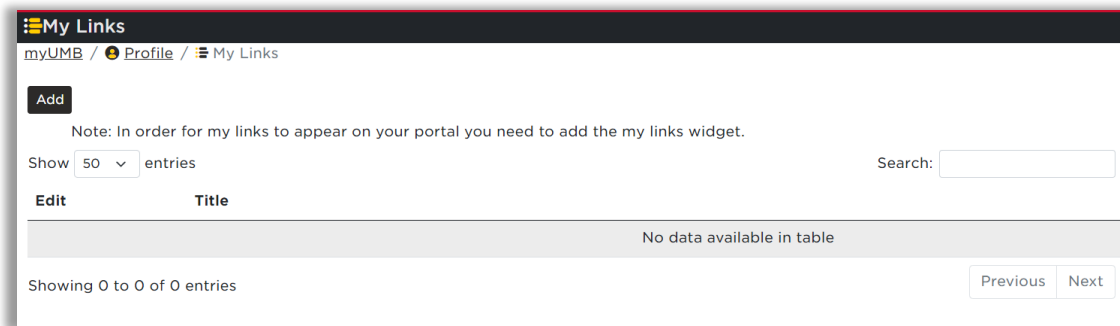 My Links
myUMB / Profile / My Links
Add
Note: In order for my links to appear on your portal you need to add the my links widget.
Show 50 entries Search:
Edit Title
No data available in table
Showing 0 to 0 of 0 entries Previous Next